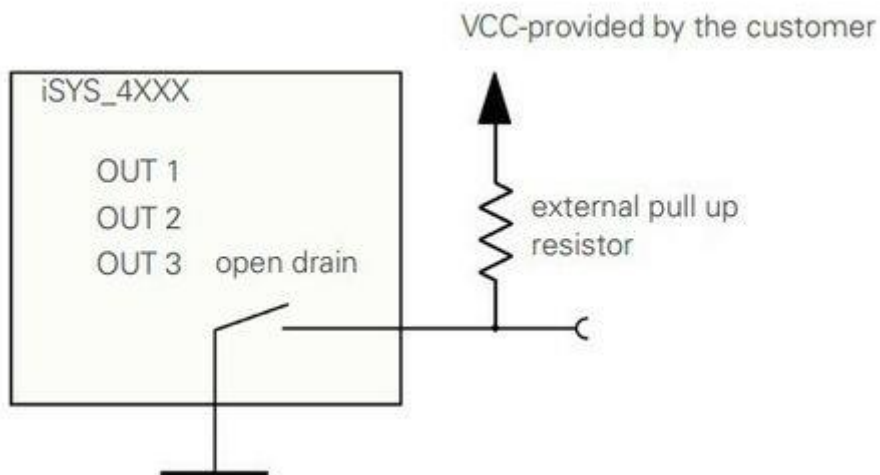 VCC-provided by the customer
iSYS_4XXX
OUT 1
OUT 2
OUT 3 open drain
external pull up
resistor